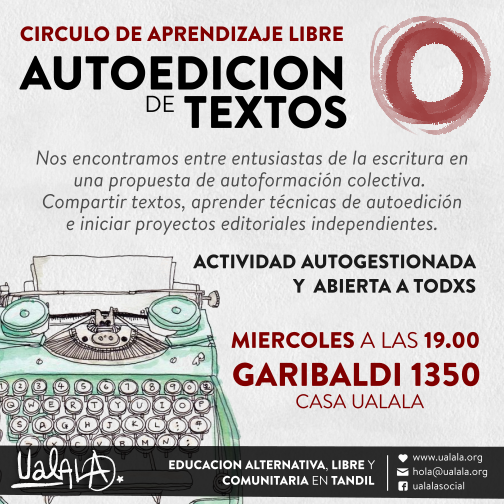 CIRCULO DE APRENDIZAJE LIBRE
AUTOEDICION
DE TEXTOS
Nos encontramos entre entusiastas de la escritura en
una propuesta de autoformación colectiva.
Compartir textos, aprender técnicas de autoedición
e iniciar proyectos editoriales independientes.
ACTIVIDAD AUTOGESTIONADA
Y ABIERTA A TODXS
MIERCOLES A LAS 19.00
GARIBALDI 1350
CASA UALALA
UALALA
EDUCACION ALTERNATIVA, LIBRE Y
COMUNITARIA EN TANDIL
www.ualala.org
hola@ualala.org
ualalasocial